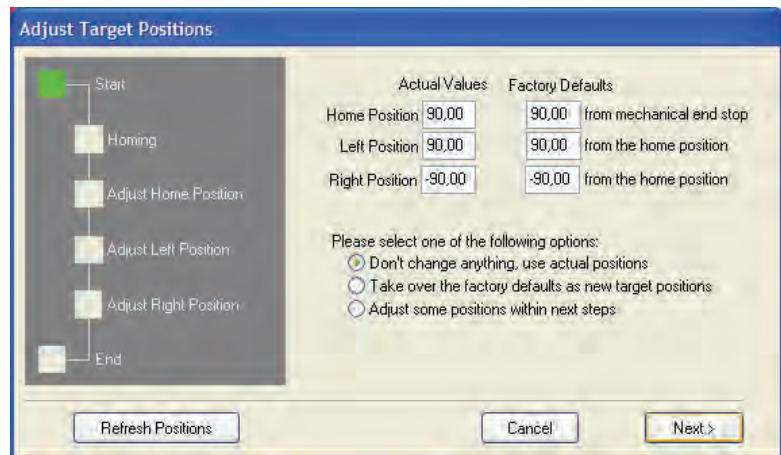 Adjust Target Positions
Start
Homing
Adjust Home Position
Adjust Left Position
Adjust Right Position
End
Actual Values Factory Defaults
Home Position 90,00 90,00 from mechanical end stop
Left Position 90,00 90,00 from the home position
Right Position -90,00 -90,00 from the home position
Please select one of the following options:
Don't change anything, use actual positions
Take over the factory defaults as new target positions
Adjust some positions within next steps
Refresh Positions Cancel Next >